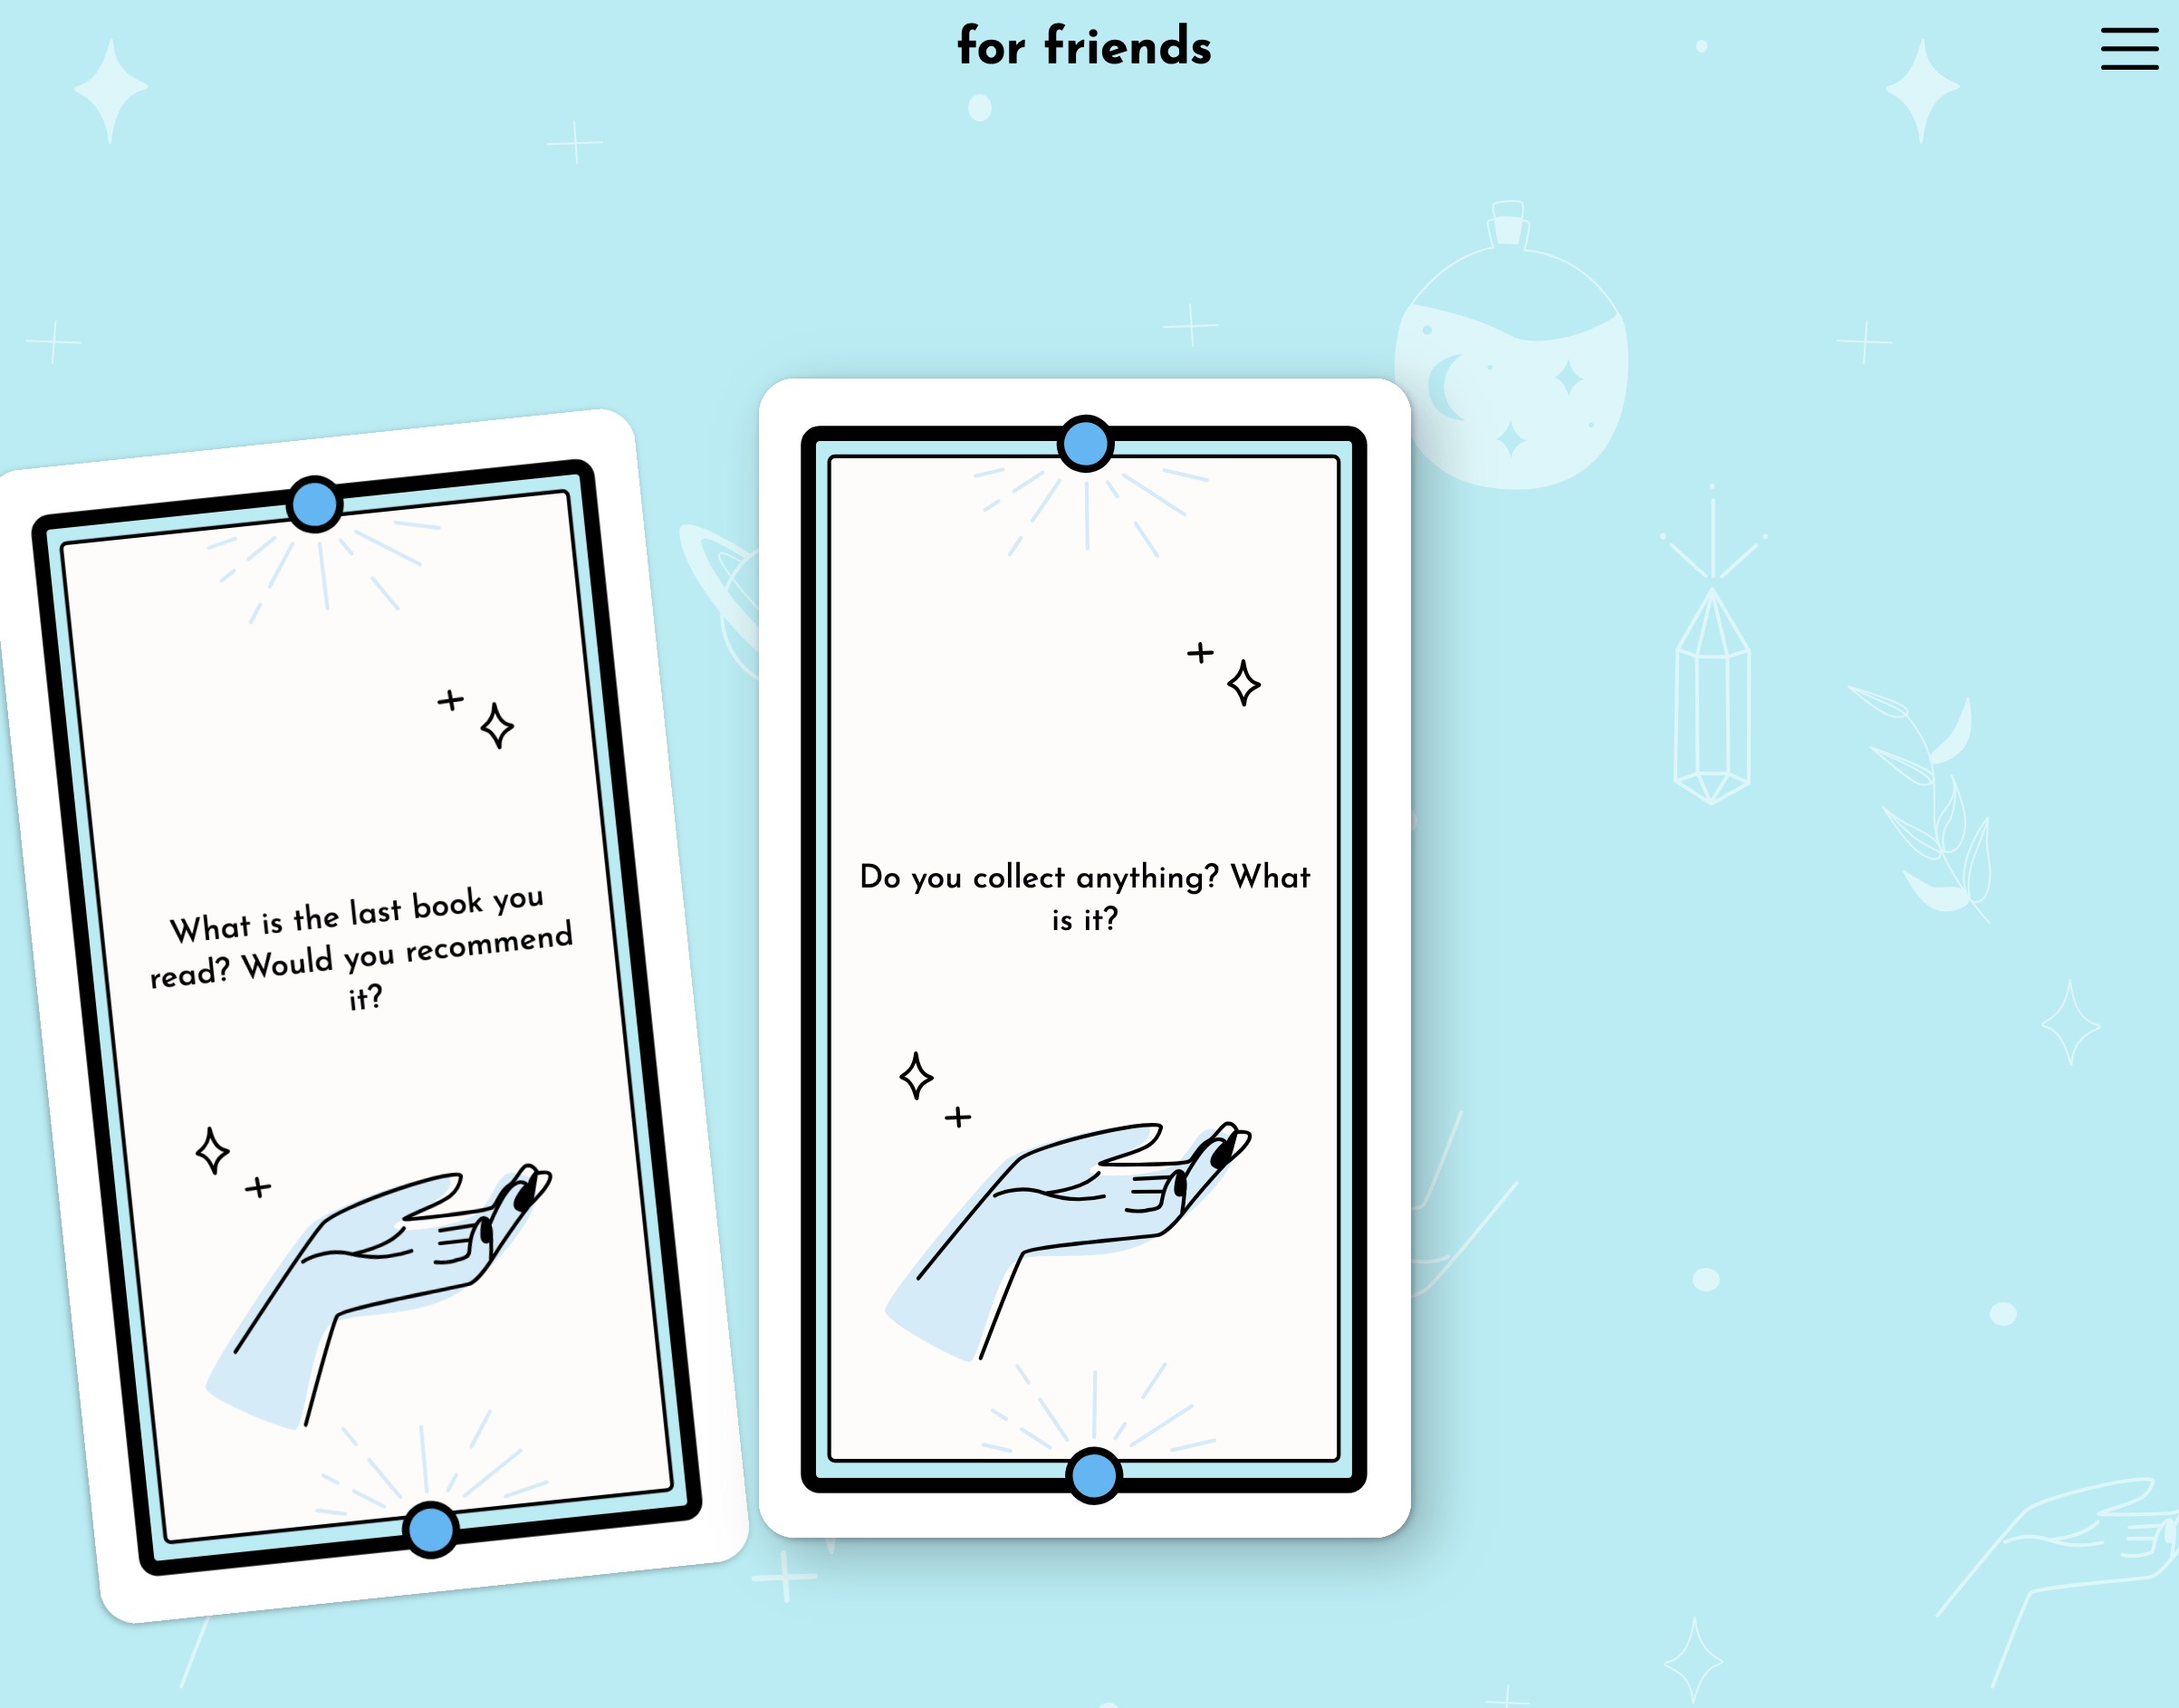 for friends
What is the last book you
read? Would you recommend
it?
Do you collect anything? What
is it?